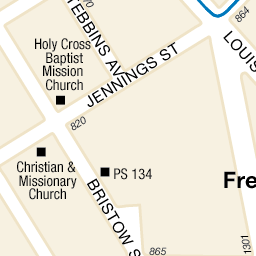 TEBBINS AV
864
LOUIS
Holy Cross
Baptist
Mission
Church
JENNINGS ST
820
Christian &
Missionary
Church
PS 134
Fre
BRISTOW S
865
1301